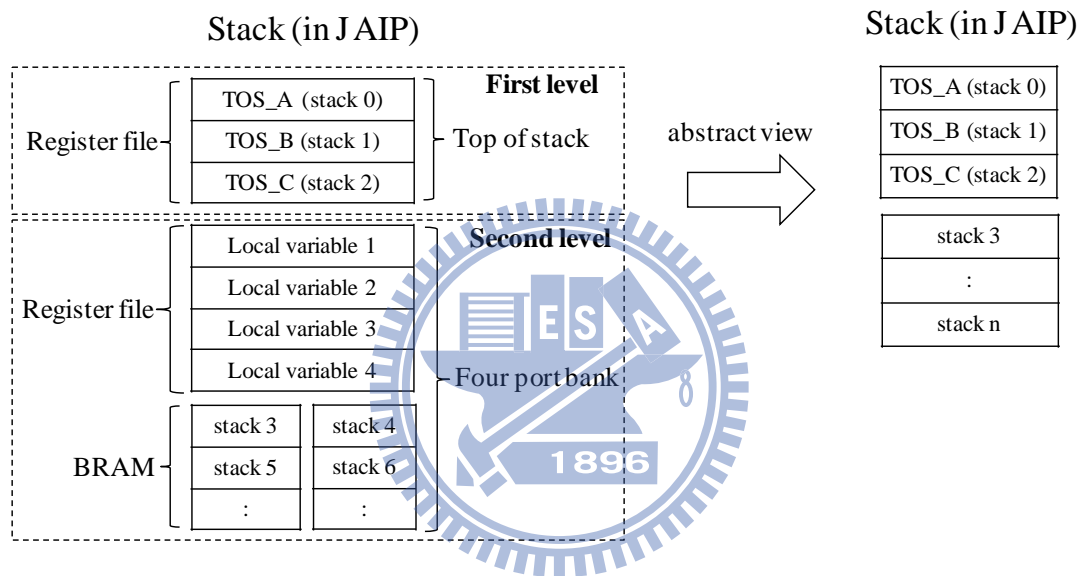 Stack (in JAIP)
First level
Register file
TOS_A (stack 0)
TOS_B (stack 1)
TOS_C (stack 2)
Top of stack
Second level
Register file
Local variable 1
Local variable 2
Local variable 3
Local variable 4
Four port bank
BRAM
stack 3
stack 4
stack 5
stack 6
:
:
abstract view
Stack (in JAIP)
TOS_A (stack 0)
TOS_B (stack 1)
TOS_C (stack 2)
stack 3
:
stack n
E S A
1896